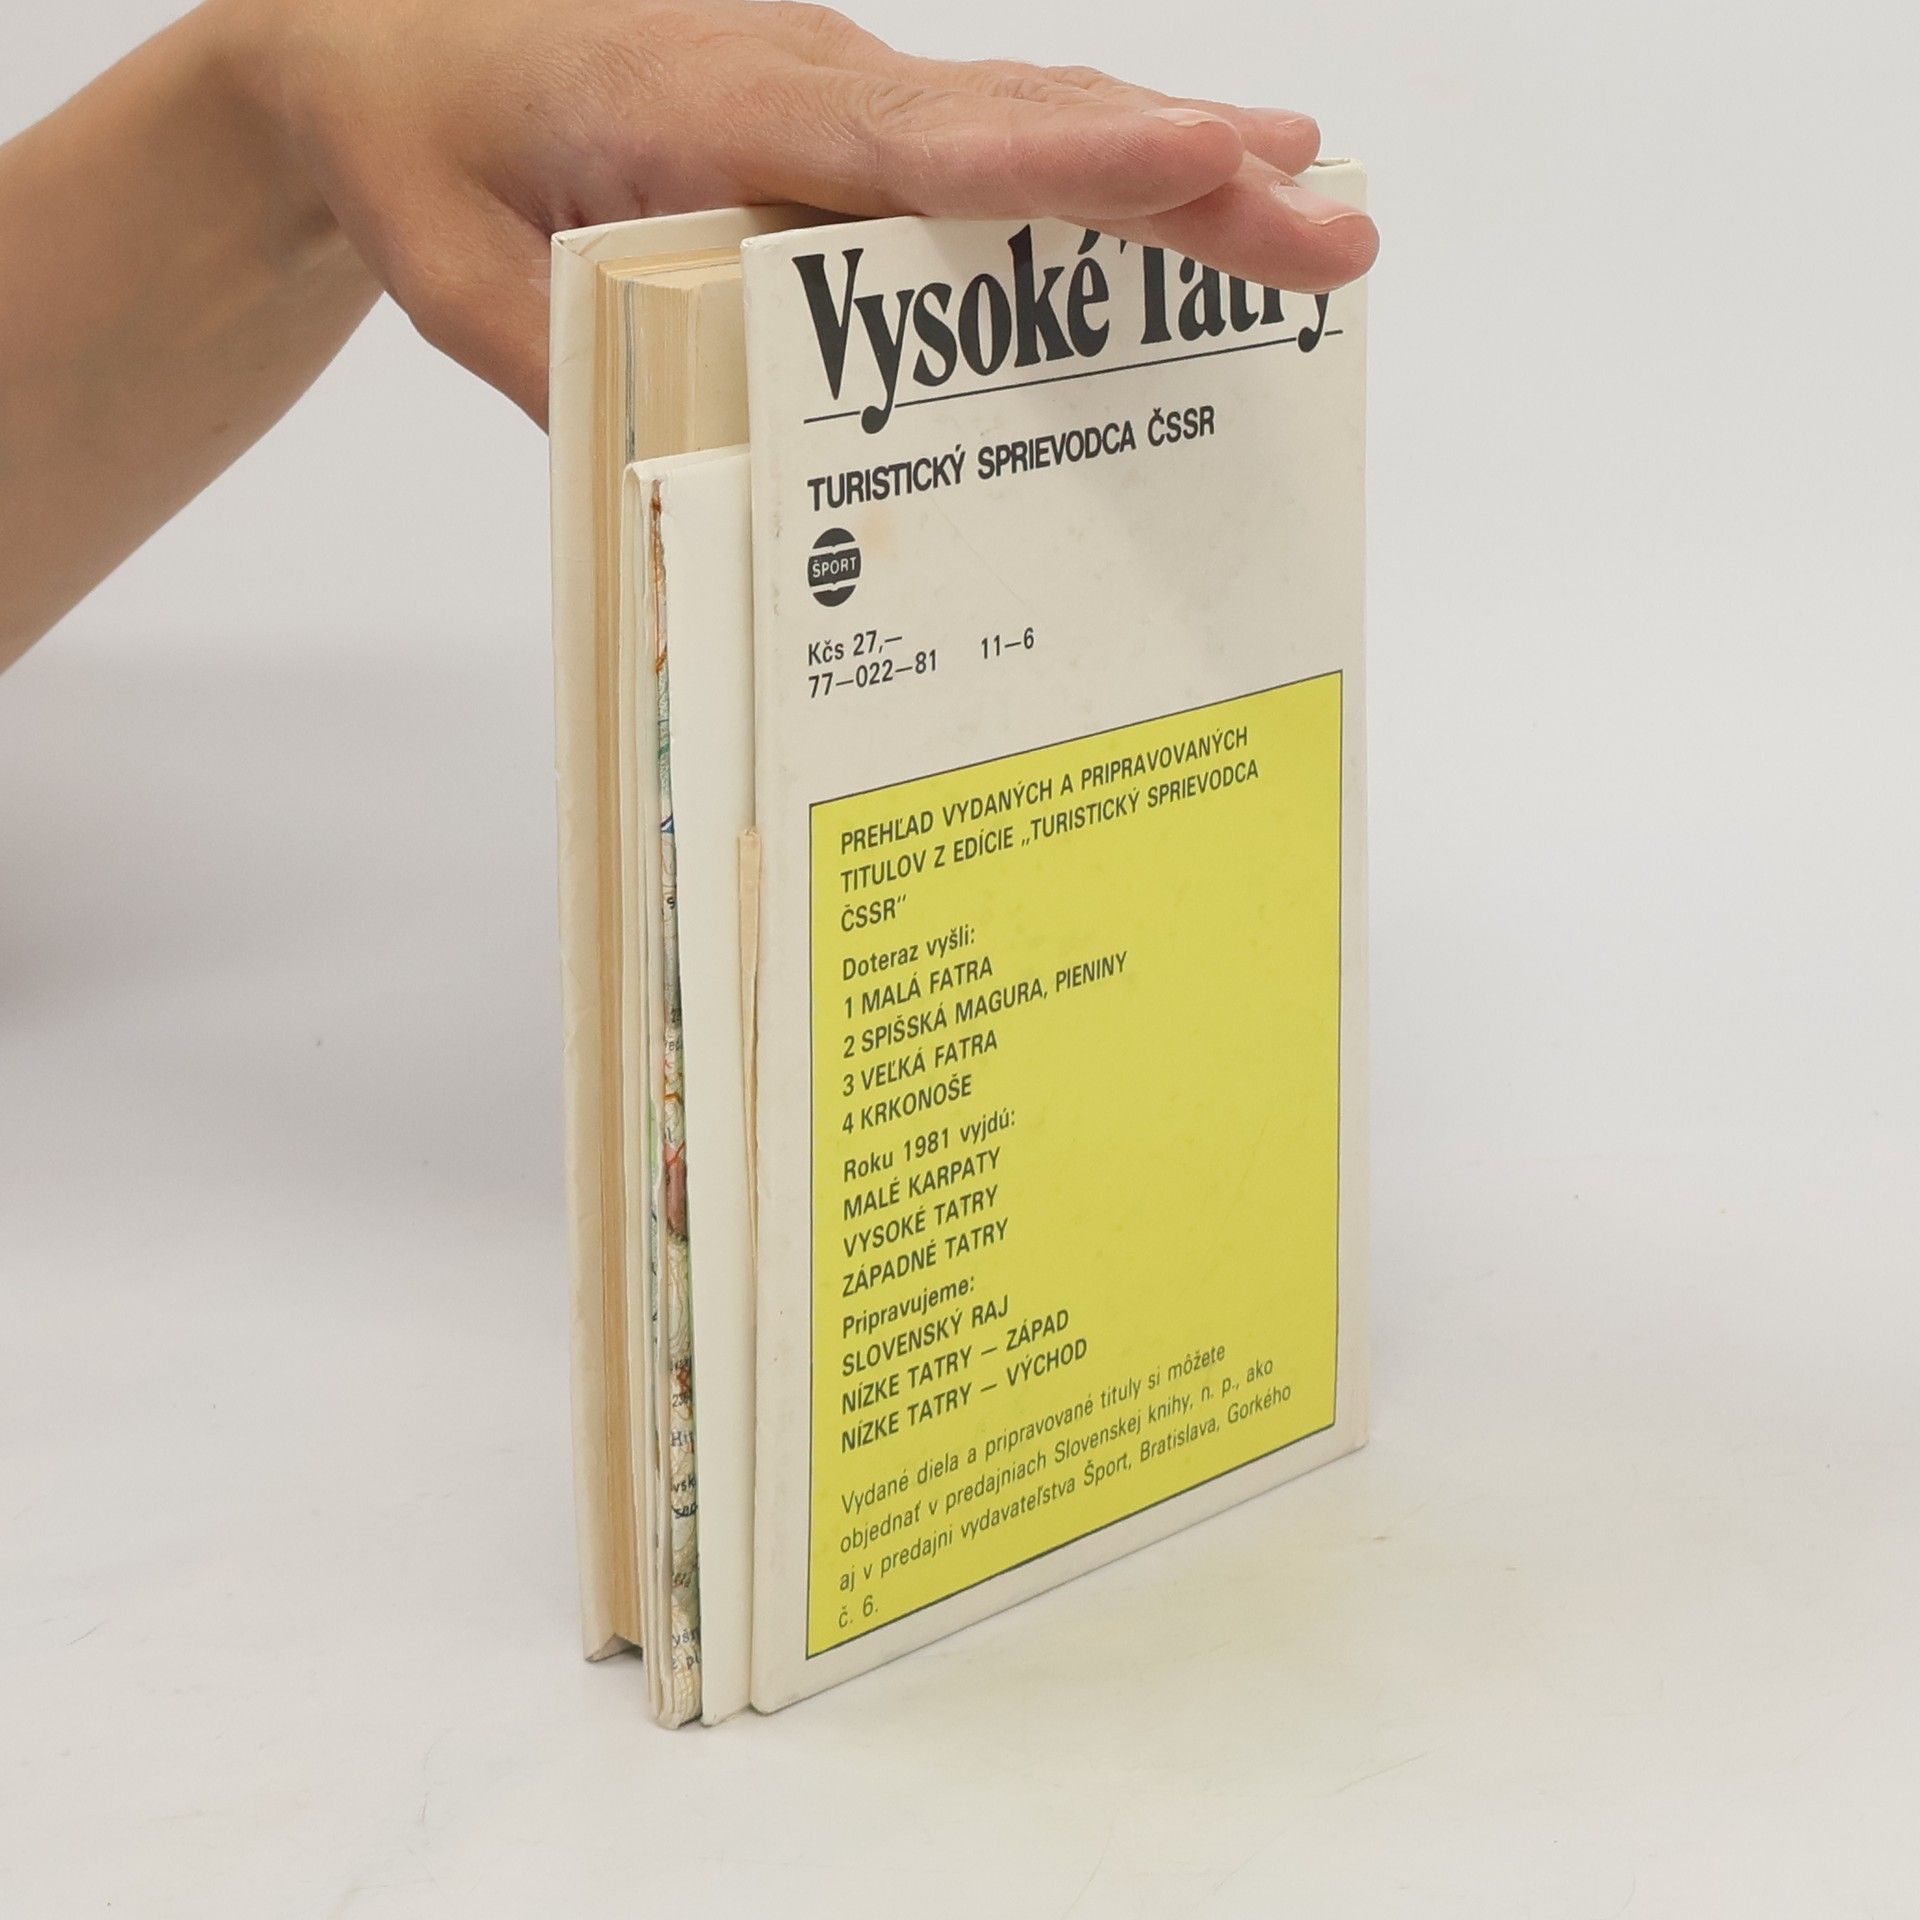 Vysoké Tatry
TURISTICKÝ SPRIEVODCA ČSSR
ŠPORT
Kčs 27,—
77—022—81 11—6
PREHĽAD VYDANÝCH A PRIPRAVOVANÝCH
TITULOV Z EDÍCIE „TURISTICKÝ SPRIEVODCA
ČSSR“
Doteraz vyšli:
1 MALÁ FATRA
2 SPIŠSKÁ MAGURA, PIENINY
3 VEĽKÁ FATRA
4 KRKONOŠE
Roku 1981 vyjdú:
MALÉ KARPATY
VYSOKÉ TATRY
ZÁPADNÉ TATRY
Pripravujeme:
SLOVENSKÝ RAJ
NÍZKE TATRY — ZÁPAD
NÍZKE TATRY — VÝCHOD
Vydané diela a pripravované tituly si môžete
objednať v predajniach Slovenskej knihy, n. p., ako
aj v predajni vydavateľstva Šport, Bratislava, Gorkého
č. 6.